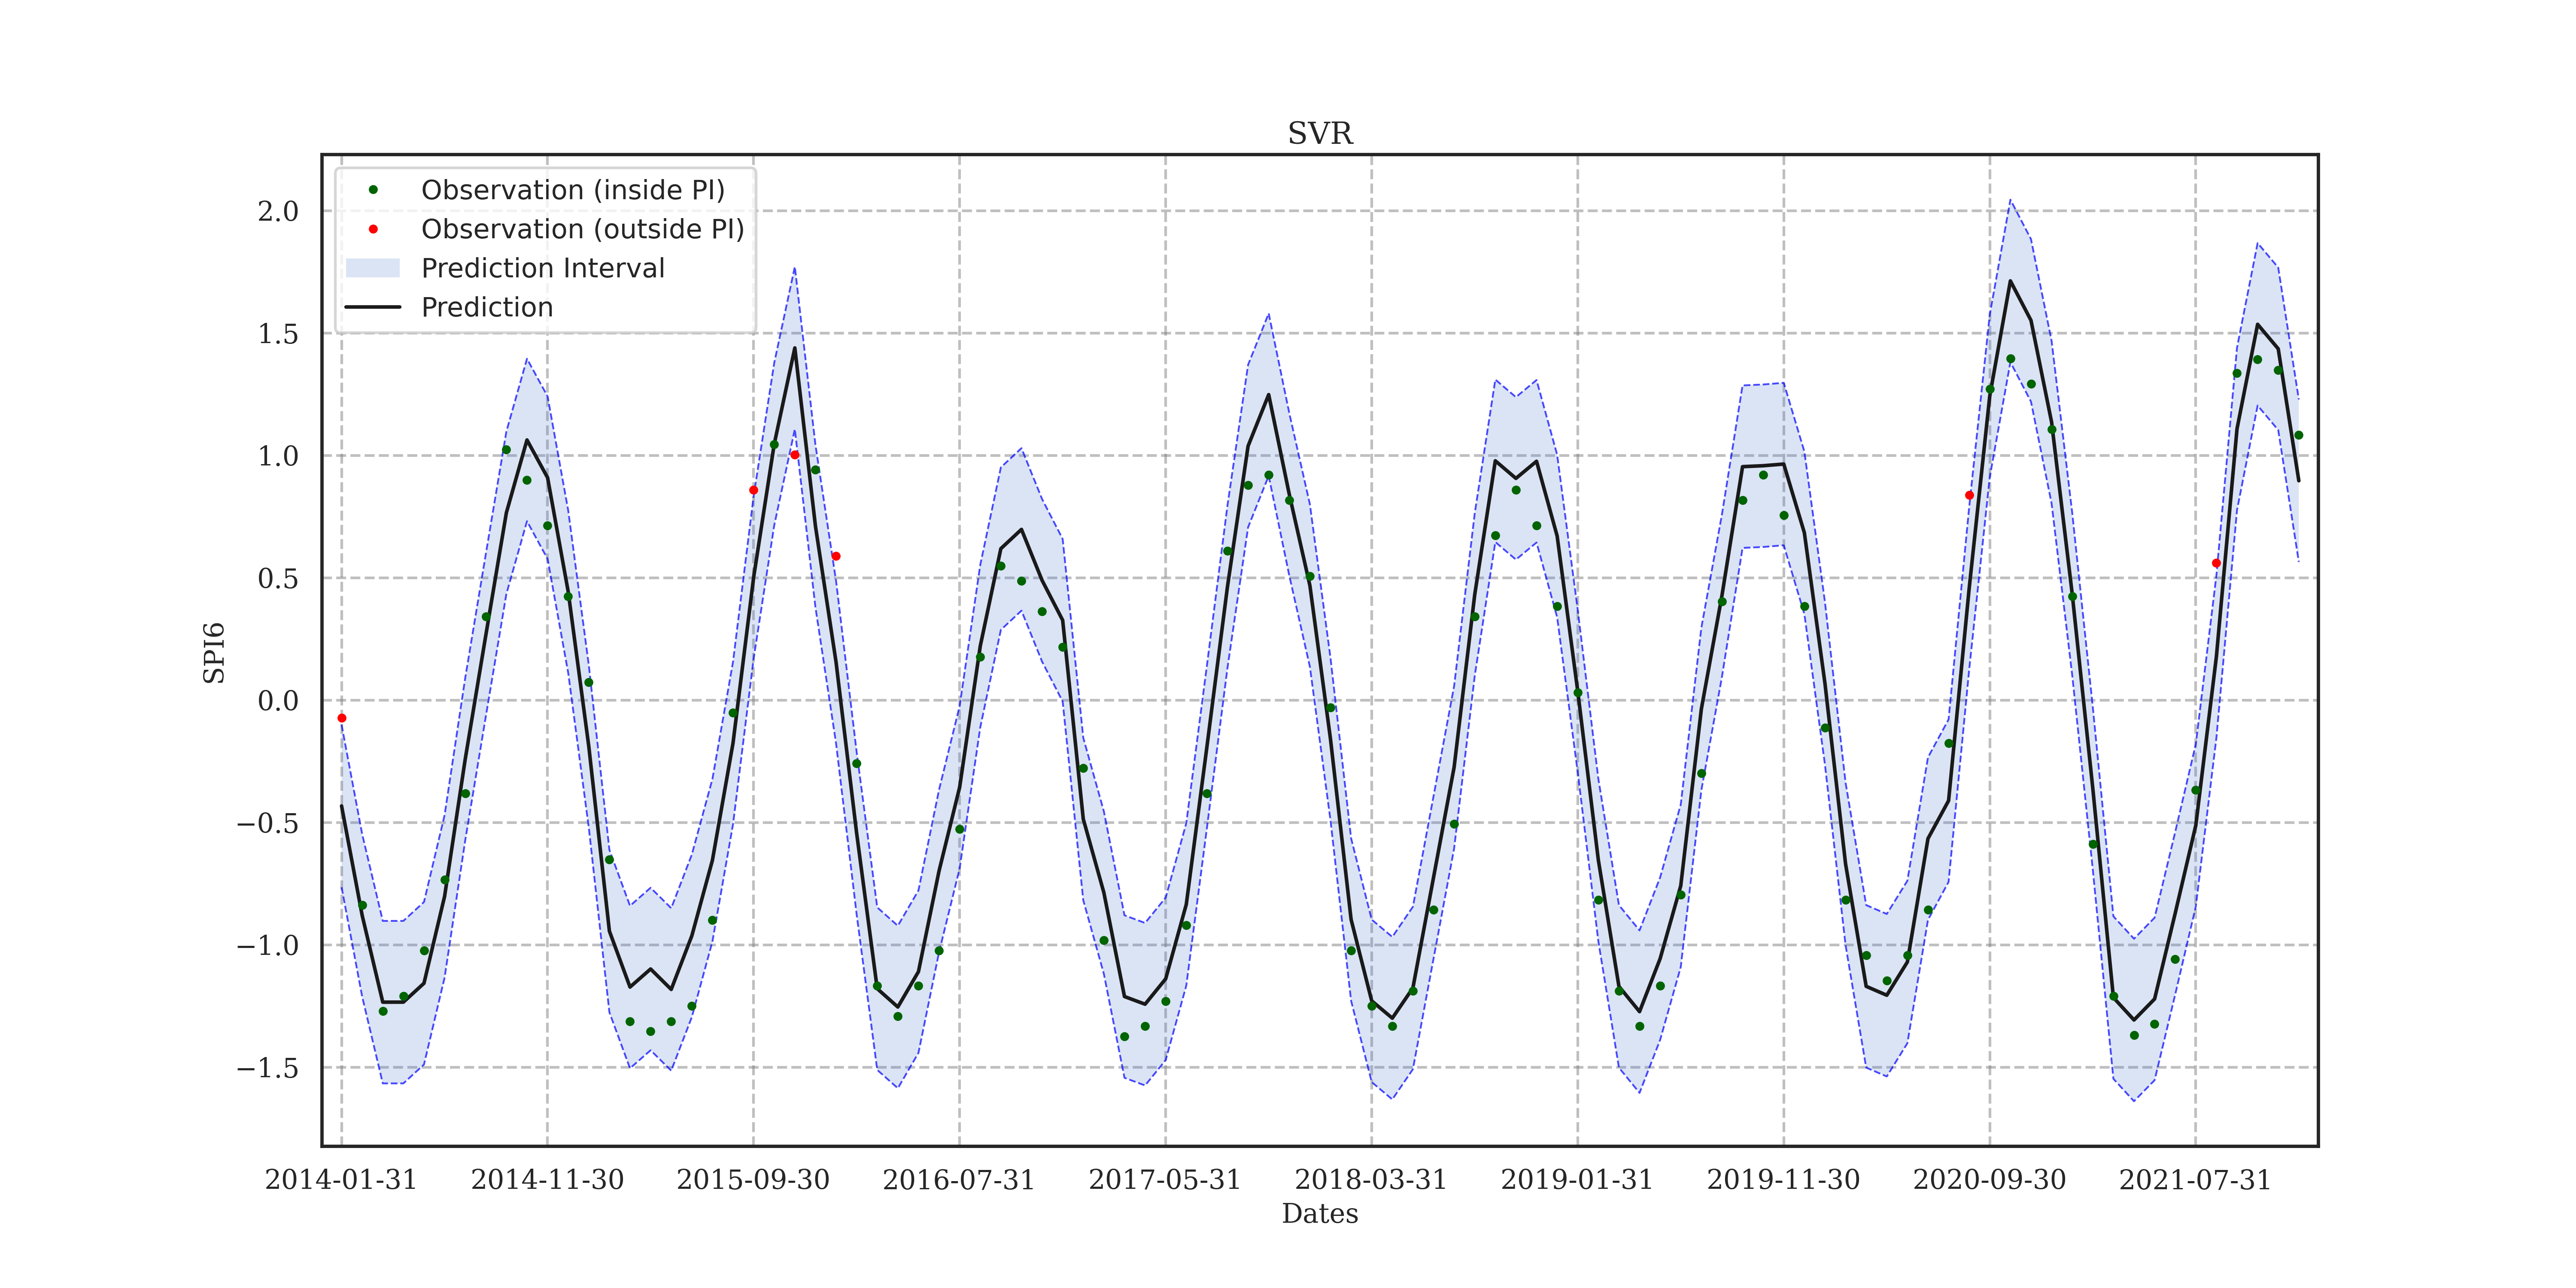 SVR
Observation (inside PI)
Observation (outside PI)
Prediction Interval
Prediction
2.0
1.5
1.0
0.5
0.0
−0.5
−1.0
−1.5
SPI6
2014-01-31 2014-11-30 2015-09-30 2016-07-31 2017-05-31 2018-03-31 2019-01-31 2019-11-30 2020-09-30 2021-07-31
Dates